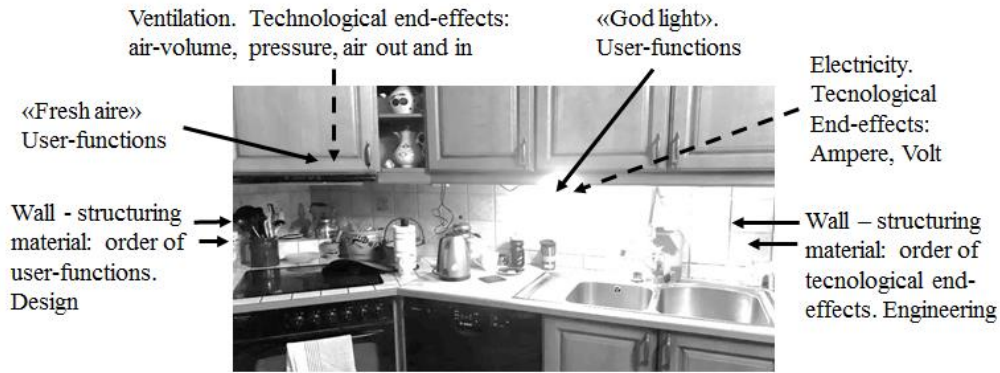 Ventilation. Technological end-effects:
air-volume, pressure, air out and in
«God light».
User-functions
Electricity.
Tecnological
End-effects:
Ampere, Volt
«Fresh aire»
User-functions
Wall - structuring
material: order of
user-functions.
Design
Wall – structuring
material: order of
tecnological end-
effects. Engineering